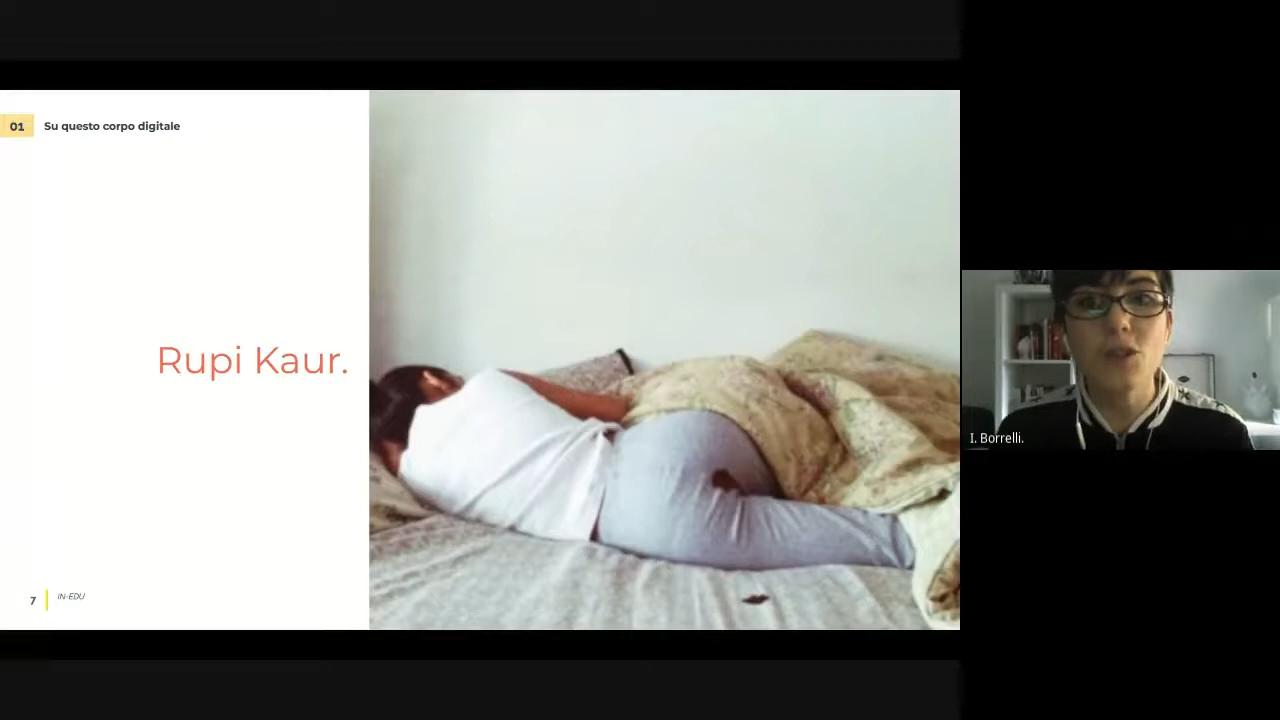 01 Su questo corpo digitale
Rupi Kaur.
7 IN-EDU
I. Borrelli.